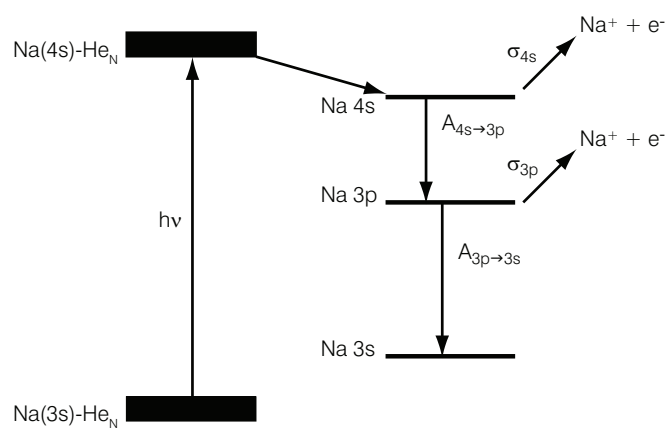 Na(4s)-He_N
Na⁺ + e⁻
σ_4s
Na 4s
A_4s→3p
Na⁺ + e⁻
σ_3p
Na 3p
hν
A_3p→3s
Na 3s
Na(3s)-He_N